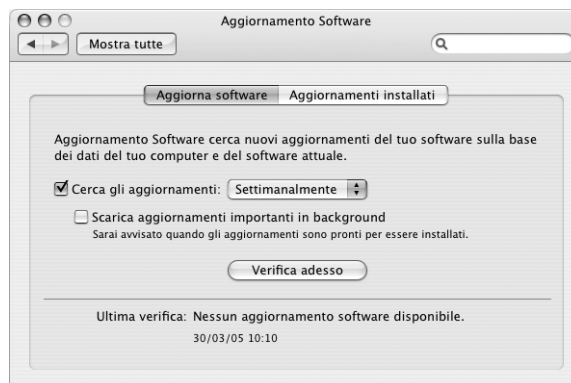 Aggiornamento Software
Mostra tutte
Aggiorna software Aggiornamenti installati
Aggiornamento Software cerca nuovi aggiornamenti del tuo software sulla base
dei dati del tuo computer e del software attuale.
Cerca gli aggiornamenti: Settimanalmente
Scarica aggiornamenti importanti in background
Sarai avvisato quando gli aggiornamenti sono pronti per essere installati.
Verifica adesso
Ultima verifica: Nessun aggiornamento software disponibile.
30/03/05 10:10